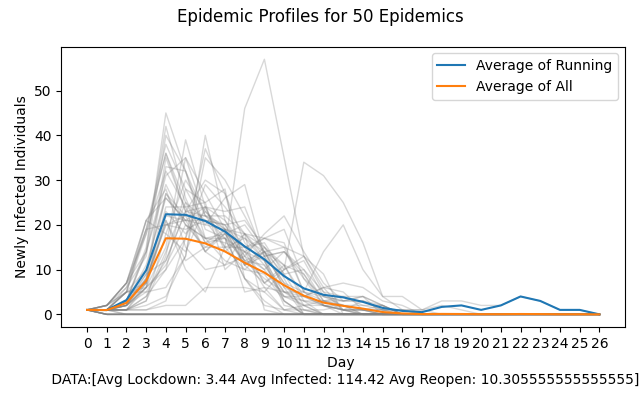 Epidemic Profiles for 50 Epidemics
Average of Running
Average of All
Newly Infected Individuals
50
40
30
20
10
0
0 1 2 3 4 5 6 7 8 9 10 11 12 13 14 15 16 17 18 19 20 21 22 23 24 25 26
Day
DATA:[Avg Lockdown: 3.44 Avg Infected: 114.42 Avg Reopen: 10.305555555555555]